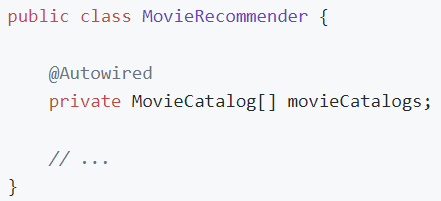 public class MovieRecommender {
@Autowired
private MovieCatalog[] movieCatalogs;
// ...
}